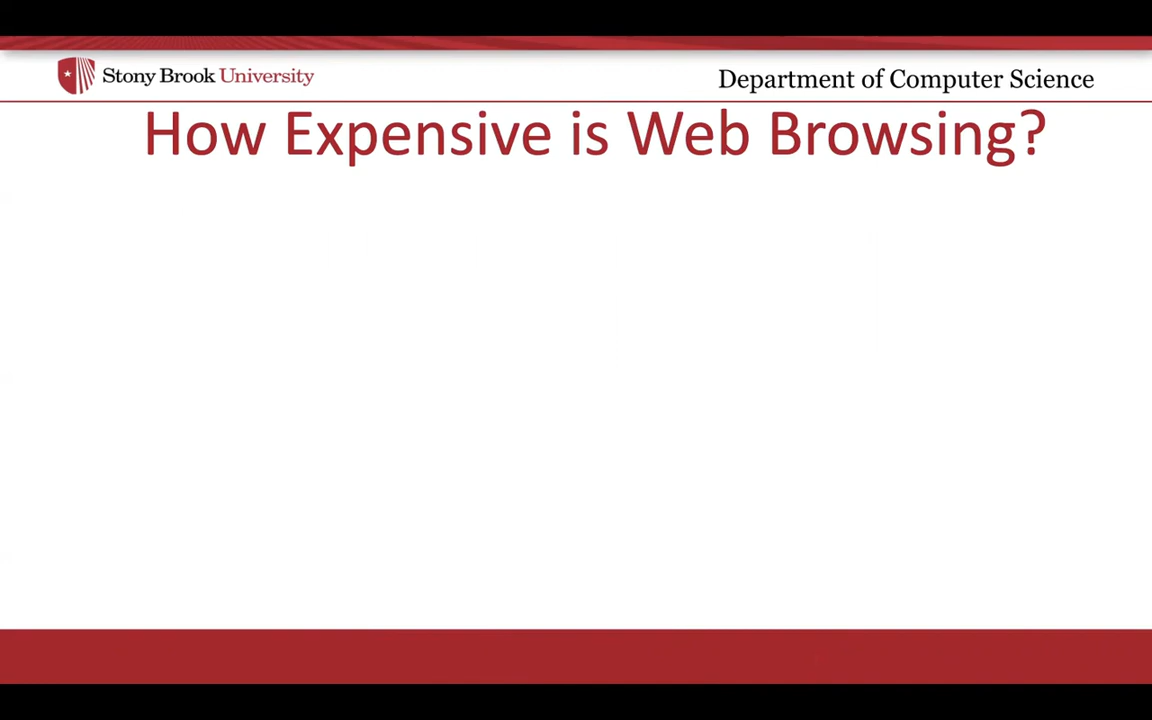 Stony Brook University
Department of Computer Science
How Expensive is Web Browsing?